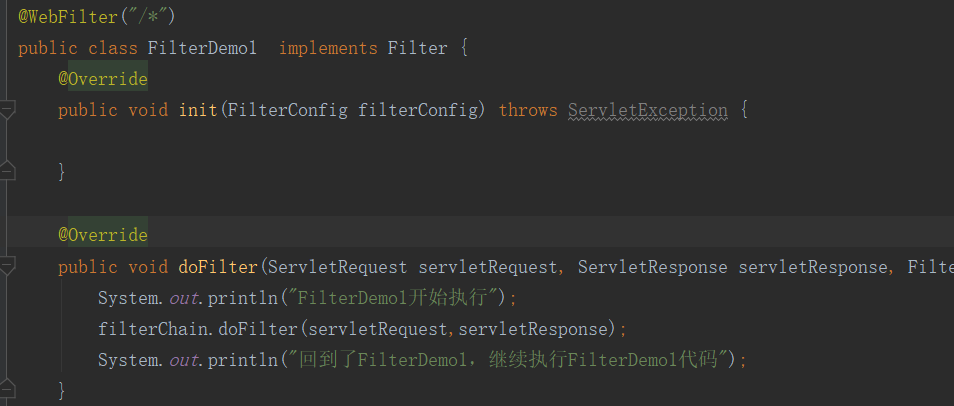 @WebFilter("/*")
public class FilterDemo1  implements Filter {
    @Override
    public void init(FilterConfig filterConfig) throws ServletException {
    }
    @Override
    public void doFilter(ServletRequest servletRequest, ServletResponse servletResponse, Filte
        System.out.println("FilterDemo1开始执行");
        filterChain.doFilter(servletRequest,servletResponse);
        System.out.println("回到了FilterDemo1，继续执行FilterDemo1代码");
    }